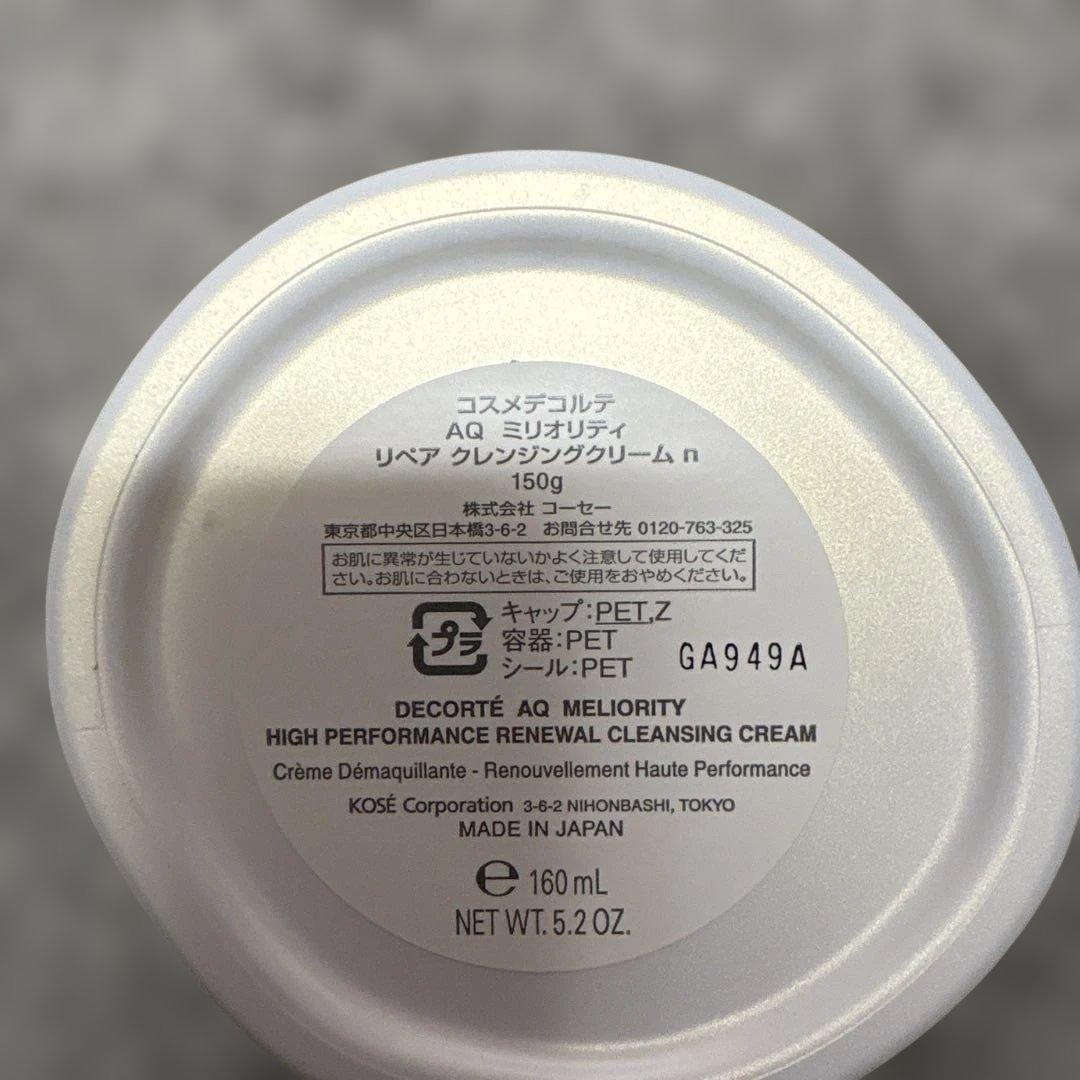 コスメデコルテ
AQ ミリオリティ
リペア クレンジングクリーム n
150g
株式会社 コーセー
東京都中央区日本橋3-6-2 お問合せ先 0120-763-325
お肌に異常が生じていないかよく注意して使用してくだ
さい。お肌に合わないときは、ご使用をおやめください。
プラ
キャップ:PET,Z
容器:PET
シール:PET
GA949A
DECORTÉ AQ MELIORITY
HIGH PERFORMANCE RENEWAL CLEANSING CREAM
Crème Démaquillante - Renouvellement Haute Performance
KOSÉ Corporation 3-6-2 NIHONBASHI, TOKYO
MADE IN JAPAN
℮ 160 mL
NET WT. 5.2 OZ.